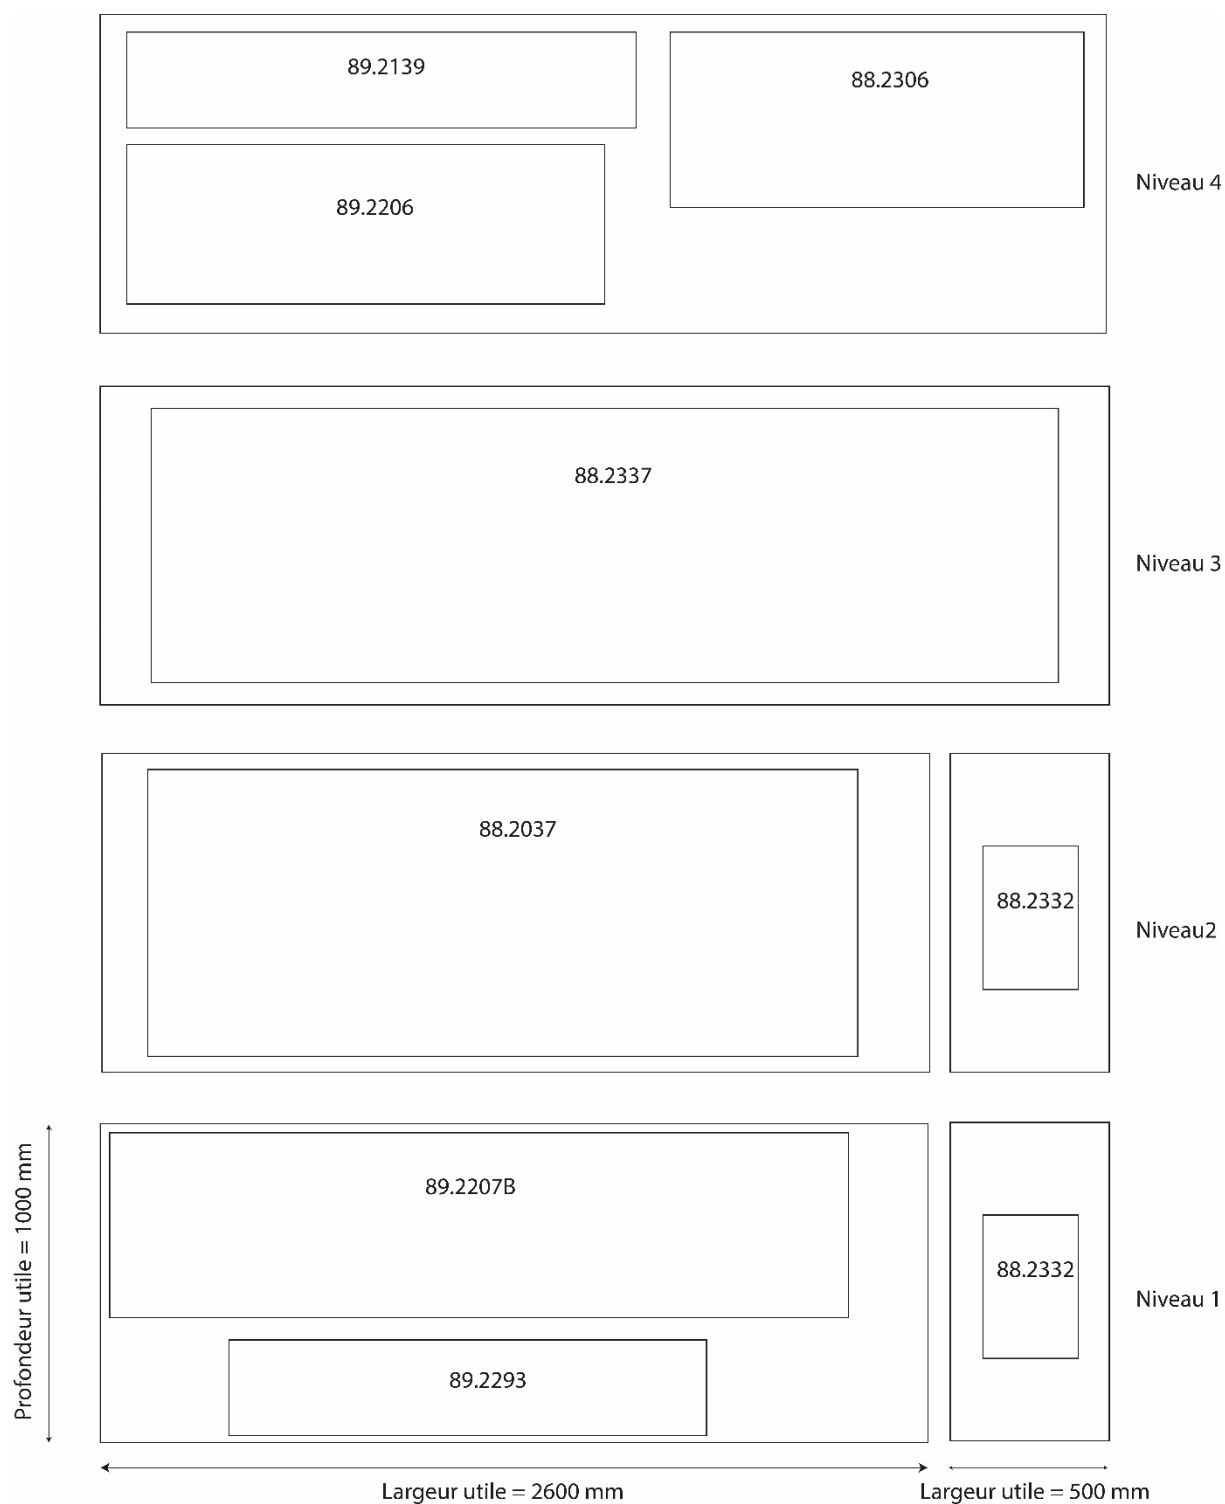 89.2139
88.2306
Niveau 4
89.2206
88.2337
Niveau 3
88.2037
88.2332
Niveau2
Profondeur utile = 1000 mm
89.2207B
88.2332
Niveau 1
89.2293
Largeur utile = 2600 mm
Largeur utile = 500 mm